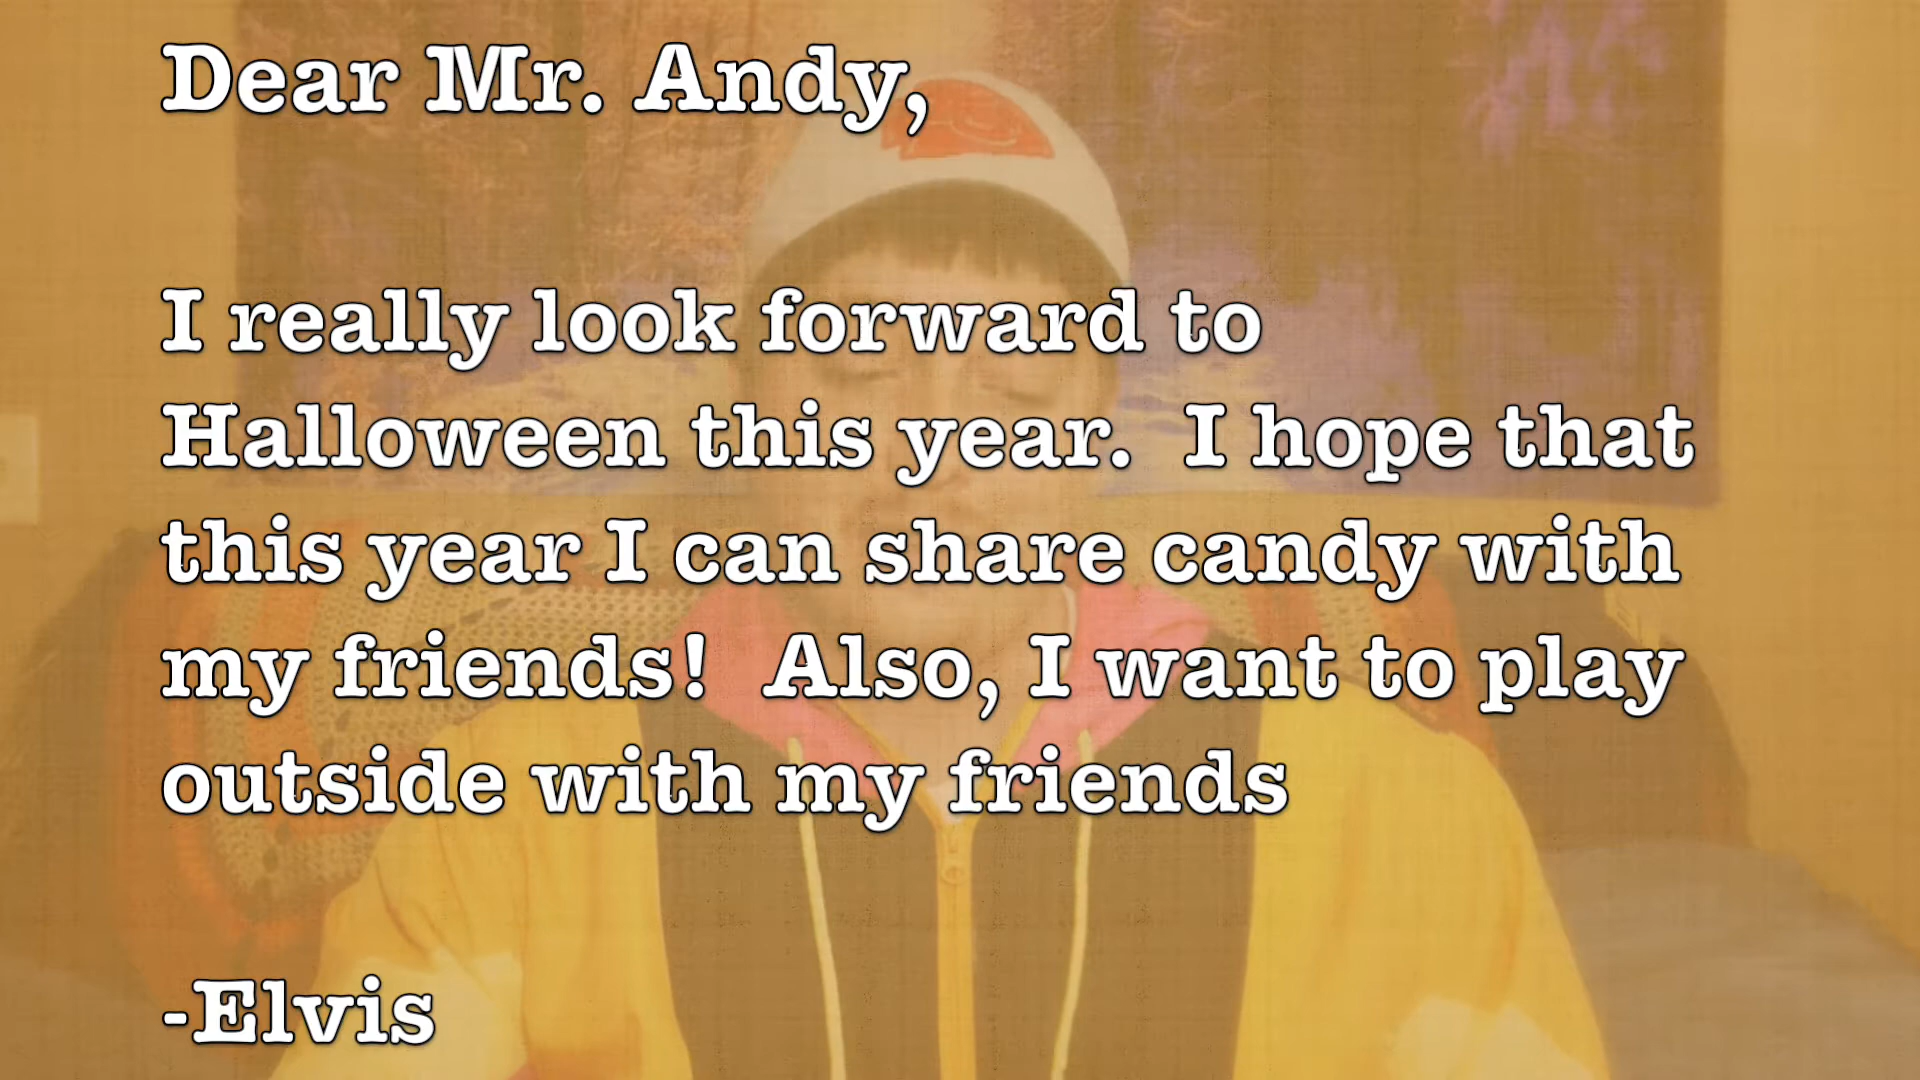 Dear Mr. Andy,
I really look forward to
Halloween this year.  I hope that
this year I can share candy with
my friends!  Also, I want to play
outside with my friends
-Elvis